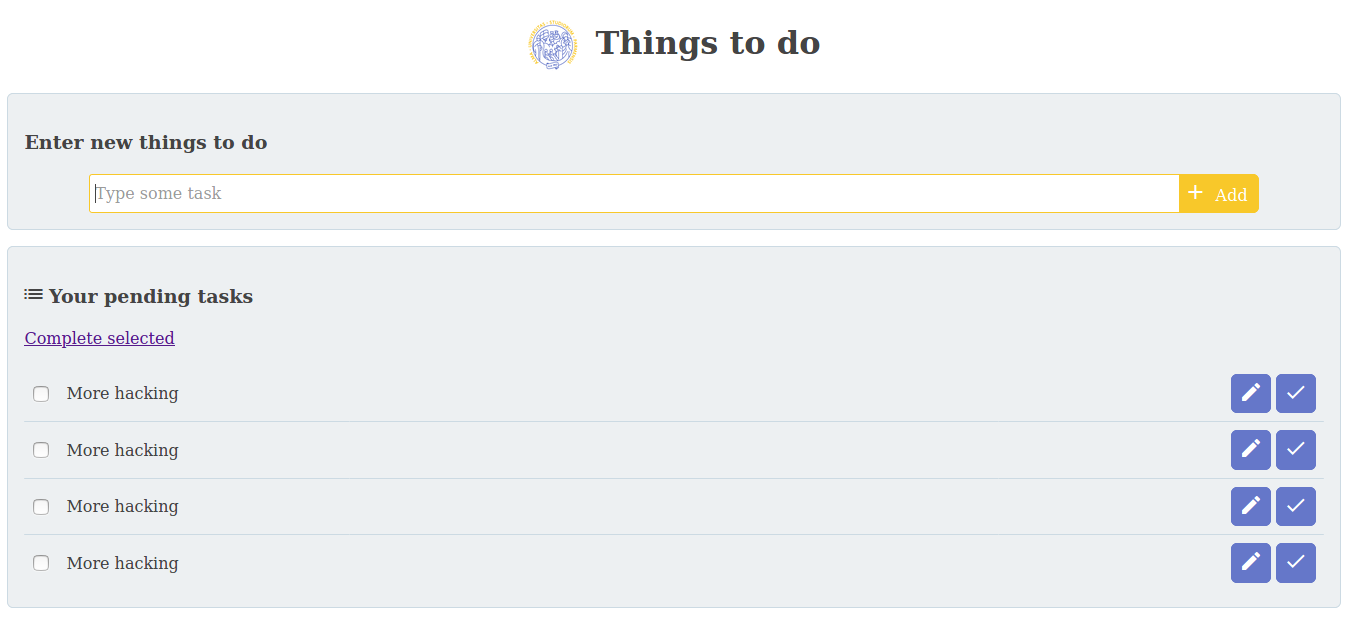 Things to do
Enter new things to do
Type some task
+ Add
Your pending tasks
Complete selected
More hacking
More hacking
More hacking
More hacking